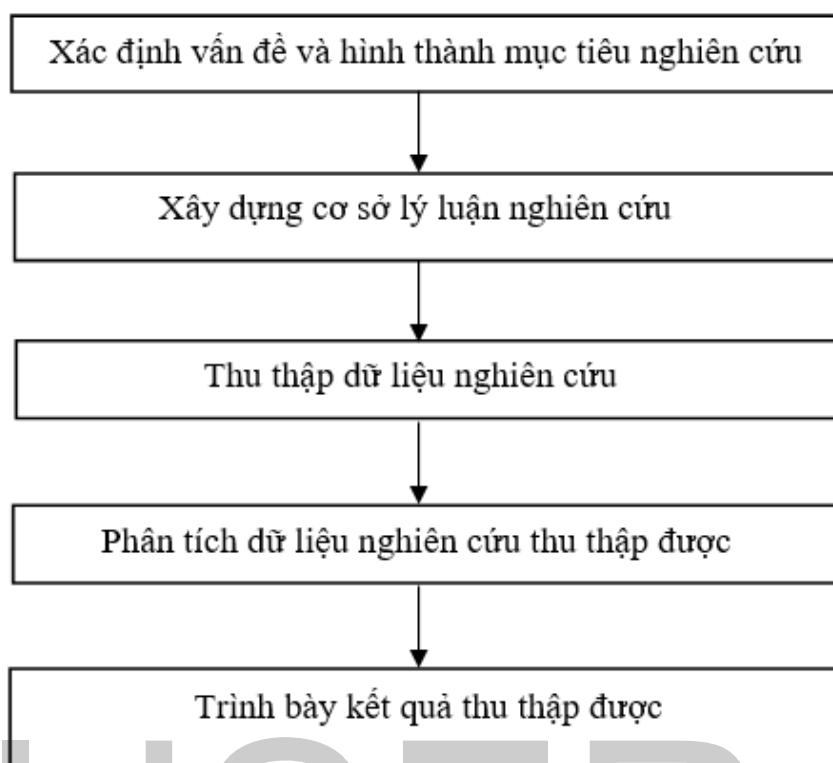 Xác định vấn đề và hình thành mục tiêu nghiên cứu
Xây dựng cơ sở lý luận nghiên cứu
Thu thập dữ liệu nghiên cứu
Phân tích dữ liệu nghiên cứu thu thập được
Trình bày kết quả thu thập được